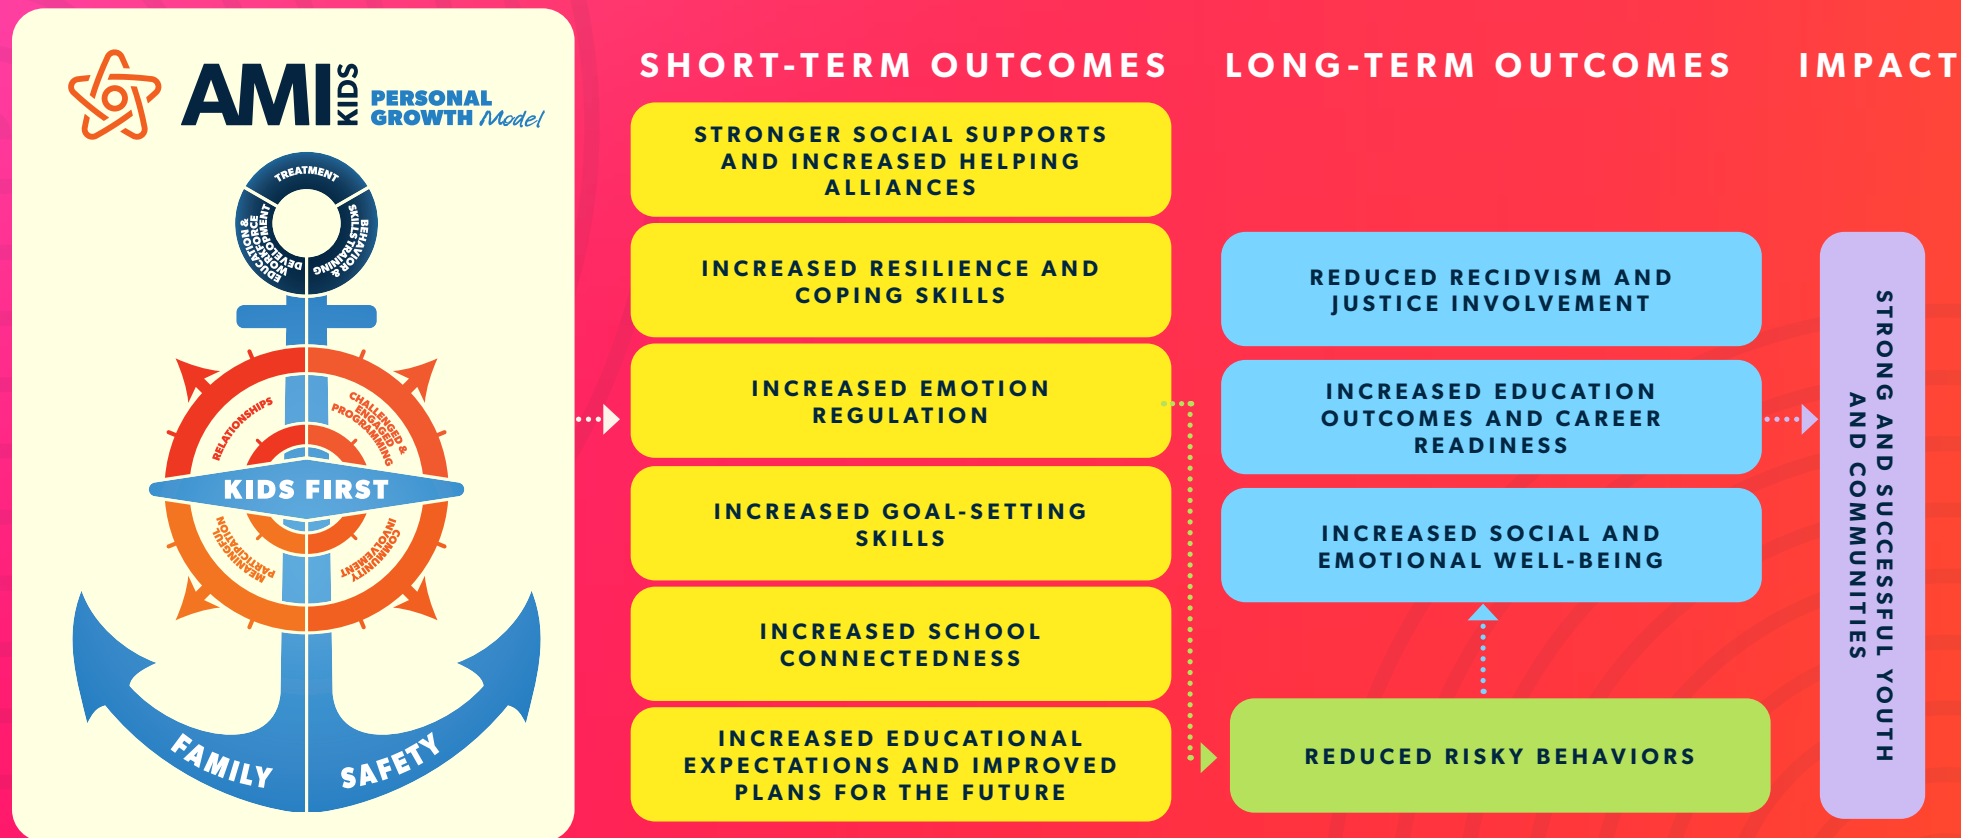 AMI
KIDS
PERSONAL
GROWTH Model
TREATMENT
EDUCATION &
WORKFORCE
DEVELOPMENT
BEHAVIOR &
SKILLS TRAINING
RELATIONSHIPS
CHALLENGED &
ENGAGED
PROGRAMMING
KIDS FIRST
MEANINGFUL
PARTICIPATION
COMMUNITY
INVOLVEMENT
FAMILY
SAFETY
SHORT-TERM OUTCOMES
STRONGER SOCIAL SUPPORTS
AND INCREASED HELPING
ALLIANCES
INCREASED RESILIENCE AND
COPING SKILLS
INCREASED EMOTION
REGULATION
INCREASED GOAL-SETTING
SKILLS
INCREASED SCHOOL
CONNECTEDNESS
INCREASED EDUCATIONAL
EXPECTATIONS AND IMPROVED
PLANS FOR THE FUTURE
LONG-TERM OUTCOMES
REDUCED RECIDVISM AND
JUSTICE INVOLVEMENT
INCREASED EDUCATION
OUTCOMES AND CAREER
READINESS
INCREASED SOCIAL AND
EMOTIONAL WELL-BEING
REDUCED RISKY BEHAVIORS
IMPACT
STRONG AND SUCCESSFUL YOUTH
AND COMMUNITIES